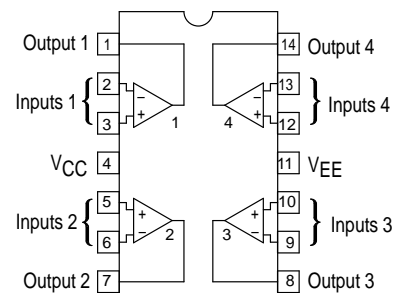 Output 1 1 14 Output 4
2 13
Inputs 1 Inputs 4
3 12
1 4
VCC 4 11 VEE
5 10
Inputs 2 Inputs 3
6 9
2 3
Output 2 7 8 Output 3